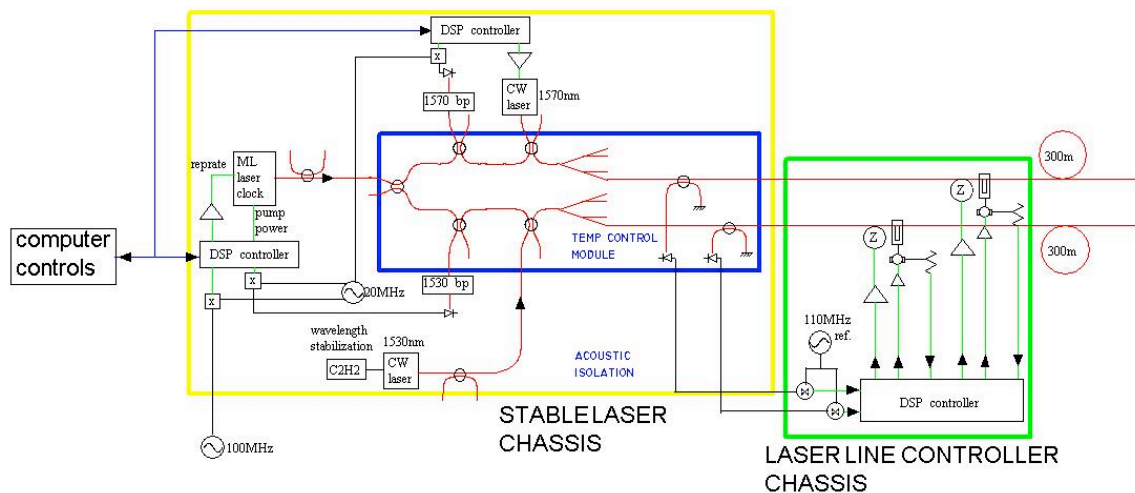 DSP controller
x
1570 bp
CW
laser
1570nm
reprate
ML
laser
clock
pump
power
computer
controls
DSP controller
x
x
20MHz
1530 bp
TEMP CONTROL
MODULE
wavelength
stabilization
1530nm
C2H2
CW
laser
ACOUSTIC
ISOLATION
100MHz
STABLE LASER
CHASSIS
300m
300m
Z
Z
110MHz
ref.
DSP controller
LASER LINE CONTROLLER
CHASSIS